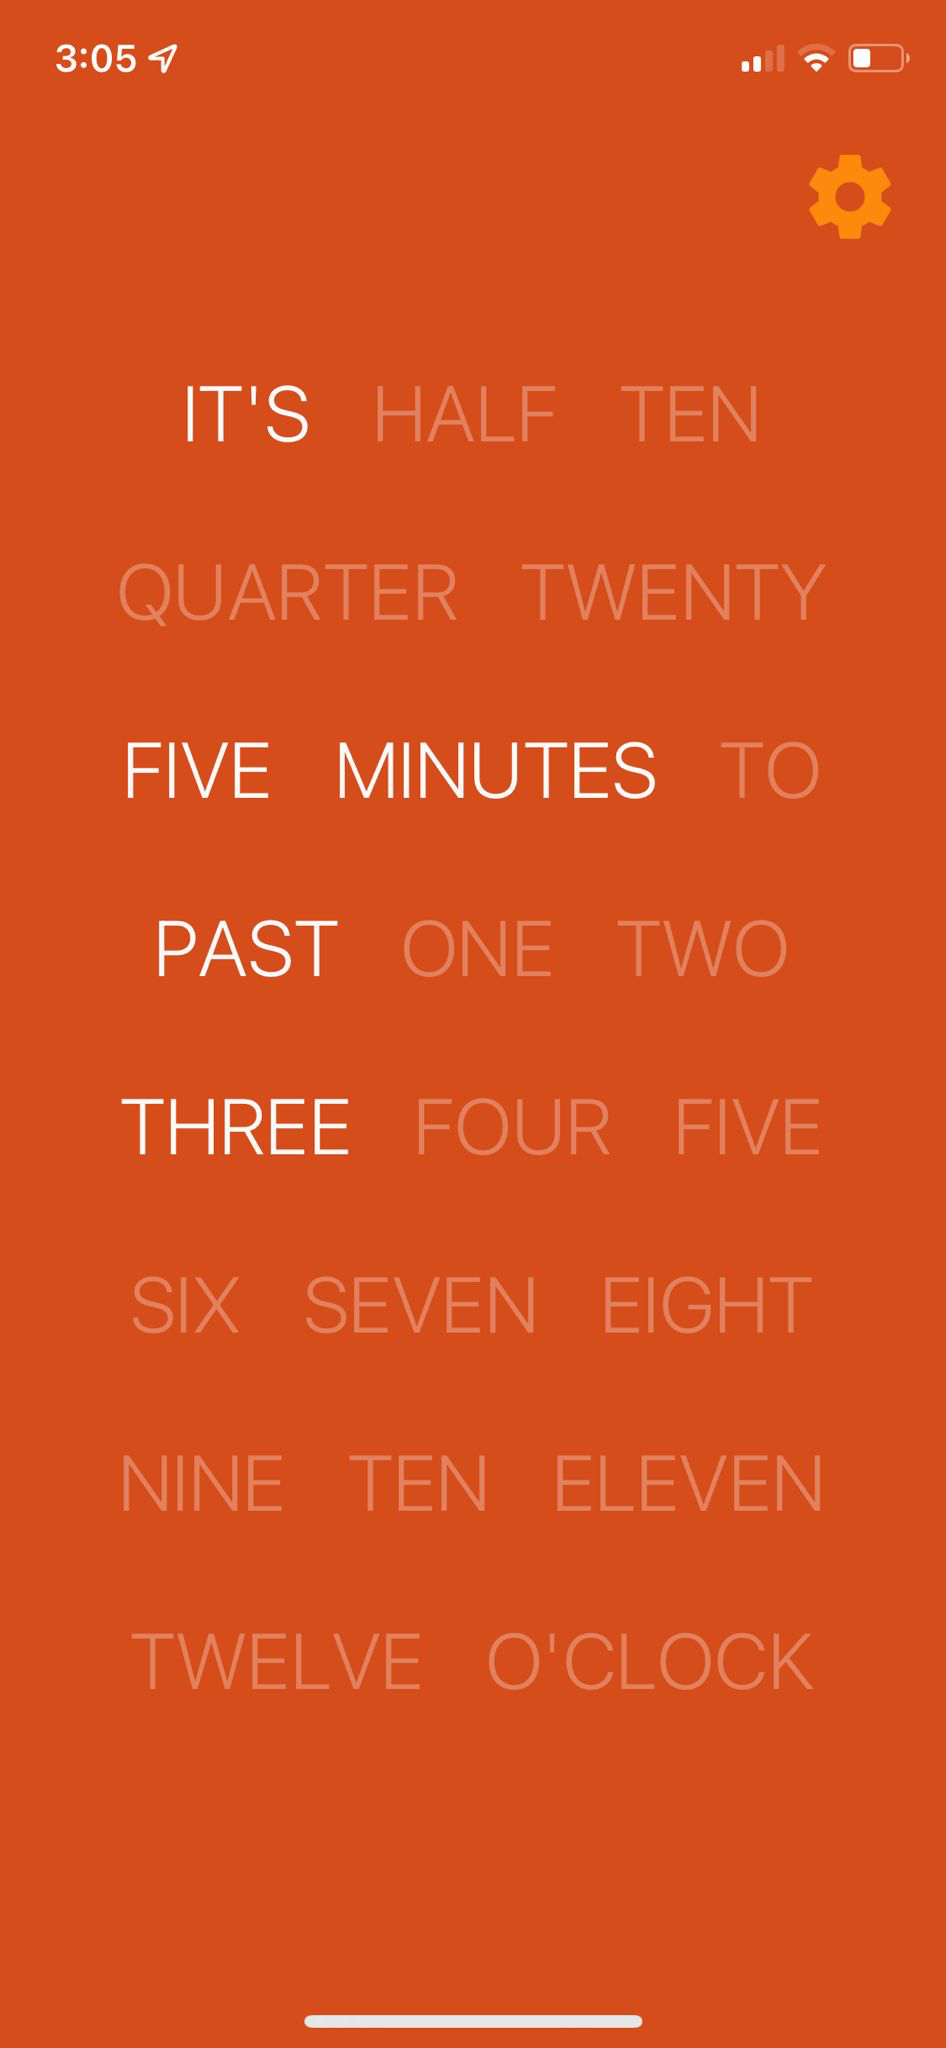 3:05
IT'S HALF TEN
QUARTER TWENTY
FIVE MINUTES TO
PAST ONE TWO
THREE FOUR FIVE
SIX SEVEN EIGHT
NINE TEN ELEVEN
TWELVE O'CLOCK